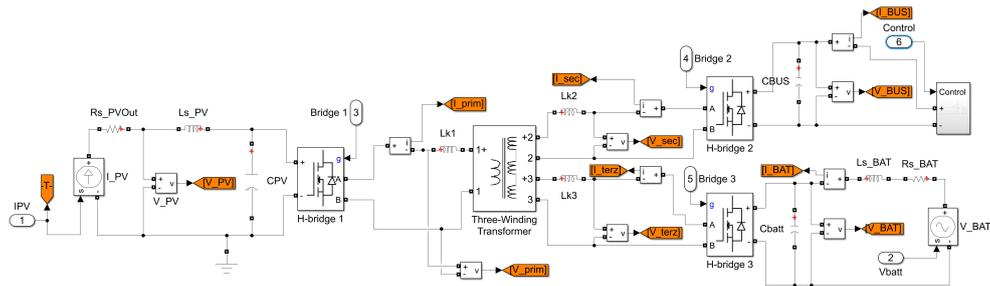 [I_BUS]
Control
6
4
Bridge 2
CBUS
[I_sec]
Lk2
g
A
B
H-bridge 2
[V_BUS]
Control
[V_sec]
Rs_PVOut
Ls_PV
Bridge 1
3
[I_prim]
Lk1
1+
1
+2
2
+3
3
Three-Winding
Transformer
I_PV
-T-
IPV
1
[V_PV]
V_PV
CPV
g
A
B
H-bridge 1
[V_prim]
[I_terz]
Lk3
[V_terz]
5
Bridge 3
g
A
B
H-bridge 3
[I_BAT]
Ls_BAT
Rs_BAT
Cbatt
[V_BAT]
V_BAT
2
Vbatt